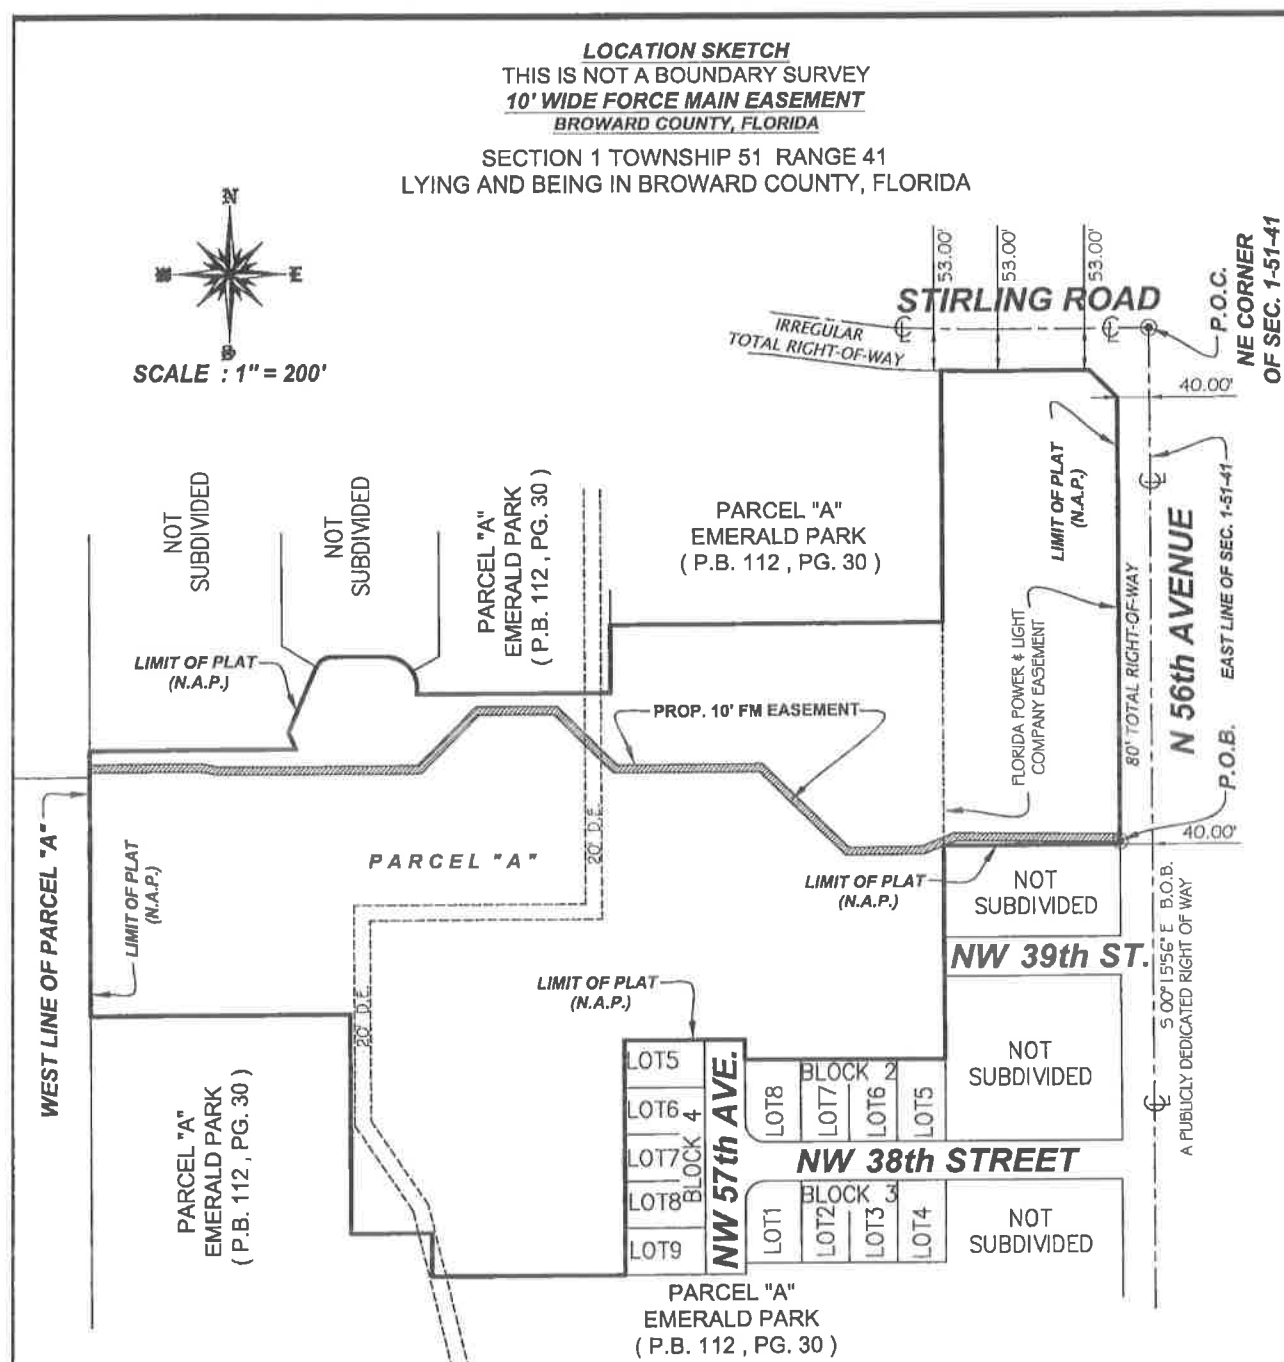 LOCATION SKETCH
THIS IS NOT A BOUNDARY SURVEY
10' WIDE FORCE MAIN EASEMENT
BROWARD COUNTY, FLORIDA
SECTION 1 TOWNSHIP 51 RANGE 41
LYING AND BEING IN BROWARD COUNTY, FLORIDA
N
E
S
SCALE : 1" = 200'
53.00'
53.00'
53.00'
STIRLING ROAD
IRREGULAR
TOTAL RIGHT-OF-WAY
P.O.C.
NE CORNER
OF SEC. 1-51-41
40.00'
NOT
SUBDIVIDED
NOT
SUBDIVIDED
PARCEL "A"
EMERALD PARK
( P.B. 112 , PG. 30 )
PARCEL "A"
EMERALD PARK
( P.B. 112 , PG. 30 )
LIMIT OF PLAT
(N.A.P.)
80' TOTAL RIGHT-OF-WAY
N 56th AVENUE
EAST LINE OF SEC. 1-51-41
FLORIDA POWER & LIGHT
COMPANY EASEMENT
LIMIT OF PLAT
(N.A.P.)
PROP. 10' FM EASEMENT
P.O.B.
40.00'
20' D.E.
PARCEL "A"
WEST LINE OF PARCEL "A"
LIMIT OF PLAT
(N.A.P.)
LIMIT OF PLAT
(N.A.P.)
NOT
SUBDIVIDED
NW 39th ST.
S 00°15'56" E B.O.B.
A PUBLICLY DEDICATED RIGHT OF WAY
LIMIT OF PLAT
(N.A.P.)
20' D.E.
LOT5
LOT6
LOT7
LOT8
LOT9
BLOCK 4
NW 57th AVE.
BLOCK 2
LOT8
LOT7
LOT6
LOT5
NOT
SUBDIVIDED
NW 38th STREET
BLOCK 3
LOT1
LOT2
LOT3
LOT4
NOT
SUBDIVIDED
PARCEL "A"
EMERALD PARK
( P.B. 112 , PG. 30 )
PARCEL "A"
EMERALD PARK
( P.B. 112 , PG. 30 )